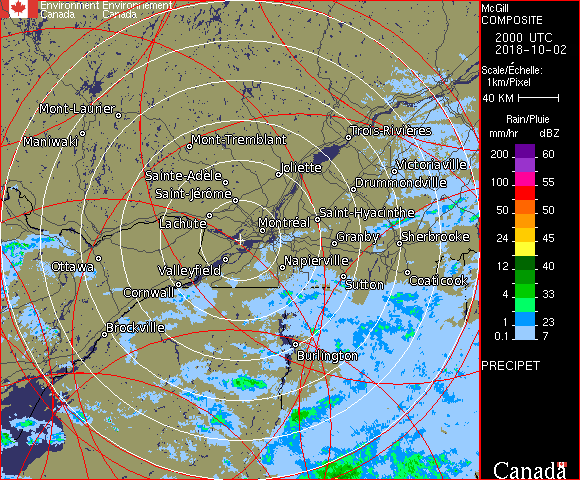 Environment Environnement
Canada Canada
McGill
COMPOSITE
2000 UTC
2018-10-02
Scale/Échelle:
1km/Pixel
40 KM
Rain/Pluie
mm/hr dBZ
200 60
100 55
50 50
24 45
12 40
4 33
2 30
1 23
0.1 7
PRECIPET
Canada
Mont-Laurier
Maniwaki
Mont-Tremblant
Trois-Rivières
Joliette
Victoriaville
Sainte-Adèle
Drummondville
Saint-Jérôme
Saint-Hyacinthe
Lachute
Montréal
Granby
Sherbrooke
Ottawa
Valleyfield
Napierville
Sutton
Coaticook
Cornwall
Brockville
Burlington